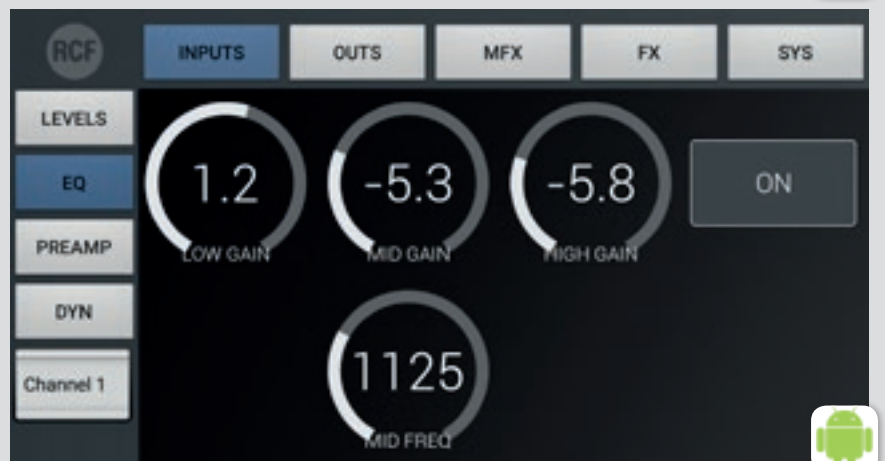 RCF
INPUTS
OUTS
MFX
FX
SYS
LEVELS
EQ
PREAMP
DYN
Channel 1
1.2
LOW GAIN
-5.3
MID GAIN
-5.8
HIGH GAIN
ON
1125
MID FREQ